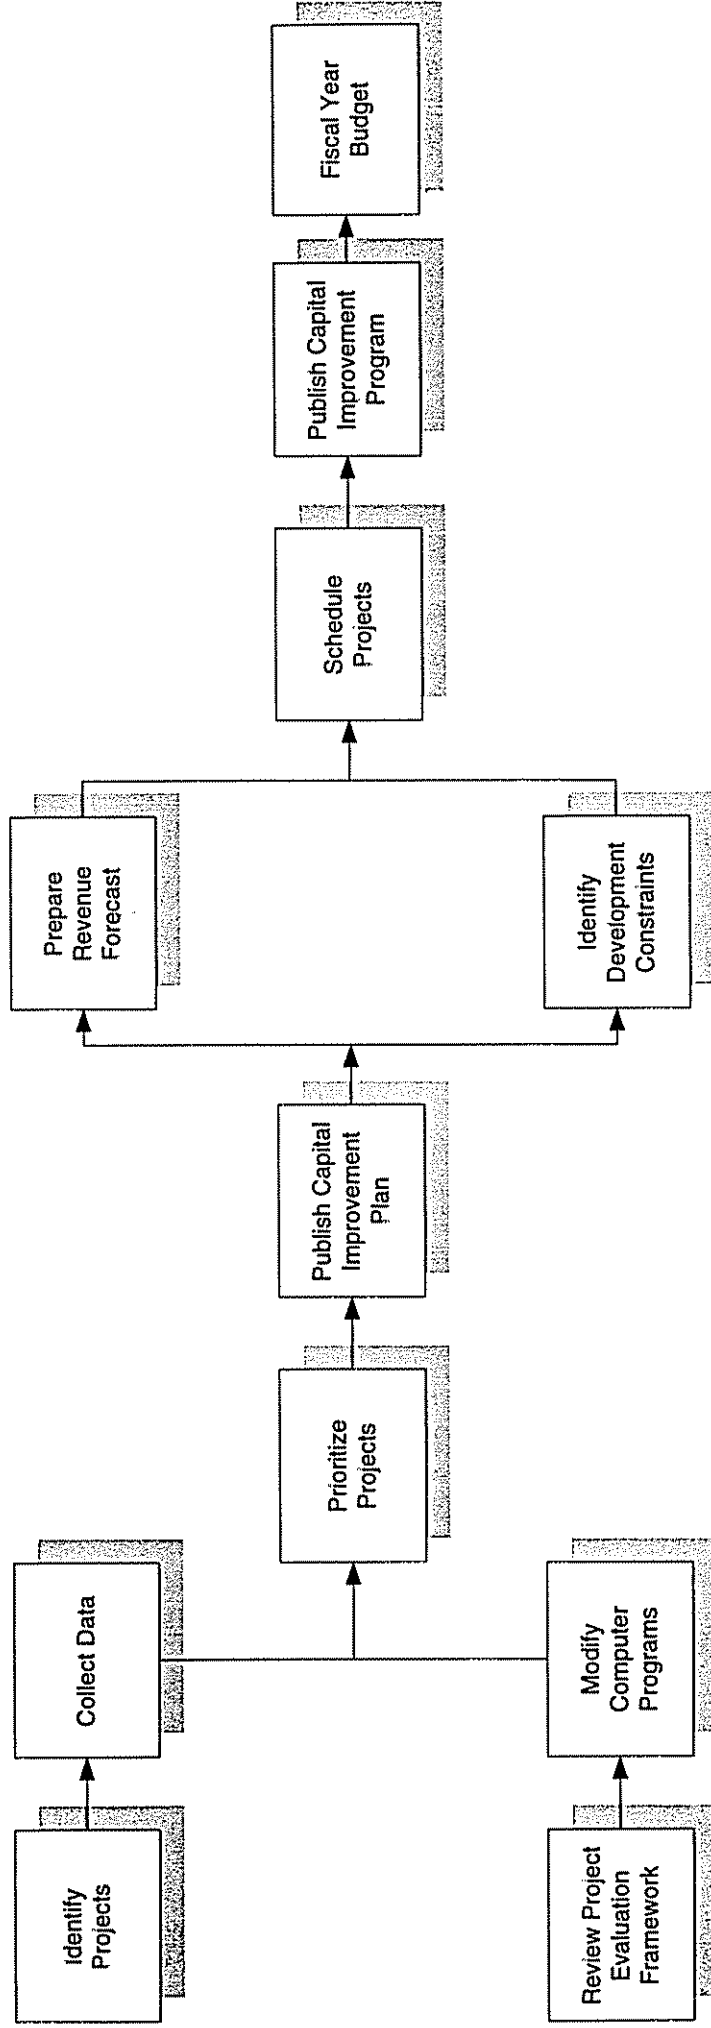 Identify
Projects
Collect Data
Review Project
Evaluation
Framework
Modify
Computer
Programs
Prioritize
Projects
Publish Capital
Improvement
Plan
Prepare
Revenue
Forecast
Identify
Development
Constraints
Schedule
Projects
Publish Capital
Improvement
Program
Fiscal Year
Budget